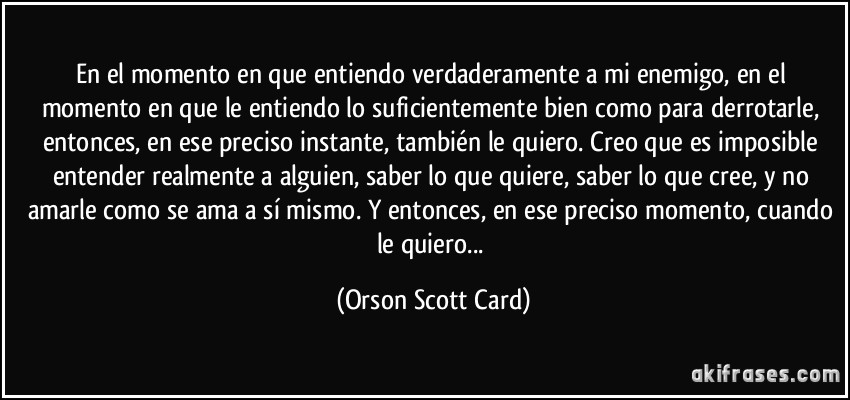 En el momento en que entiendo verdaderamente a mi enemigo, en el
momento en que le entiendo lo suficientemente bien como para derrotarle,
entonces, en ese preciso instante, también le quiero. Creo que es imposible
entender realmente a alguien, saber lo que quiere, saber lo que cree, y no
amarle como se ama a sí mismo. Y entonces, en ese preciso momento, cuando
le quiero...
(Orson Scott Card)
akifrases.com